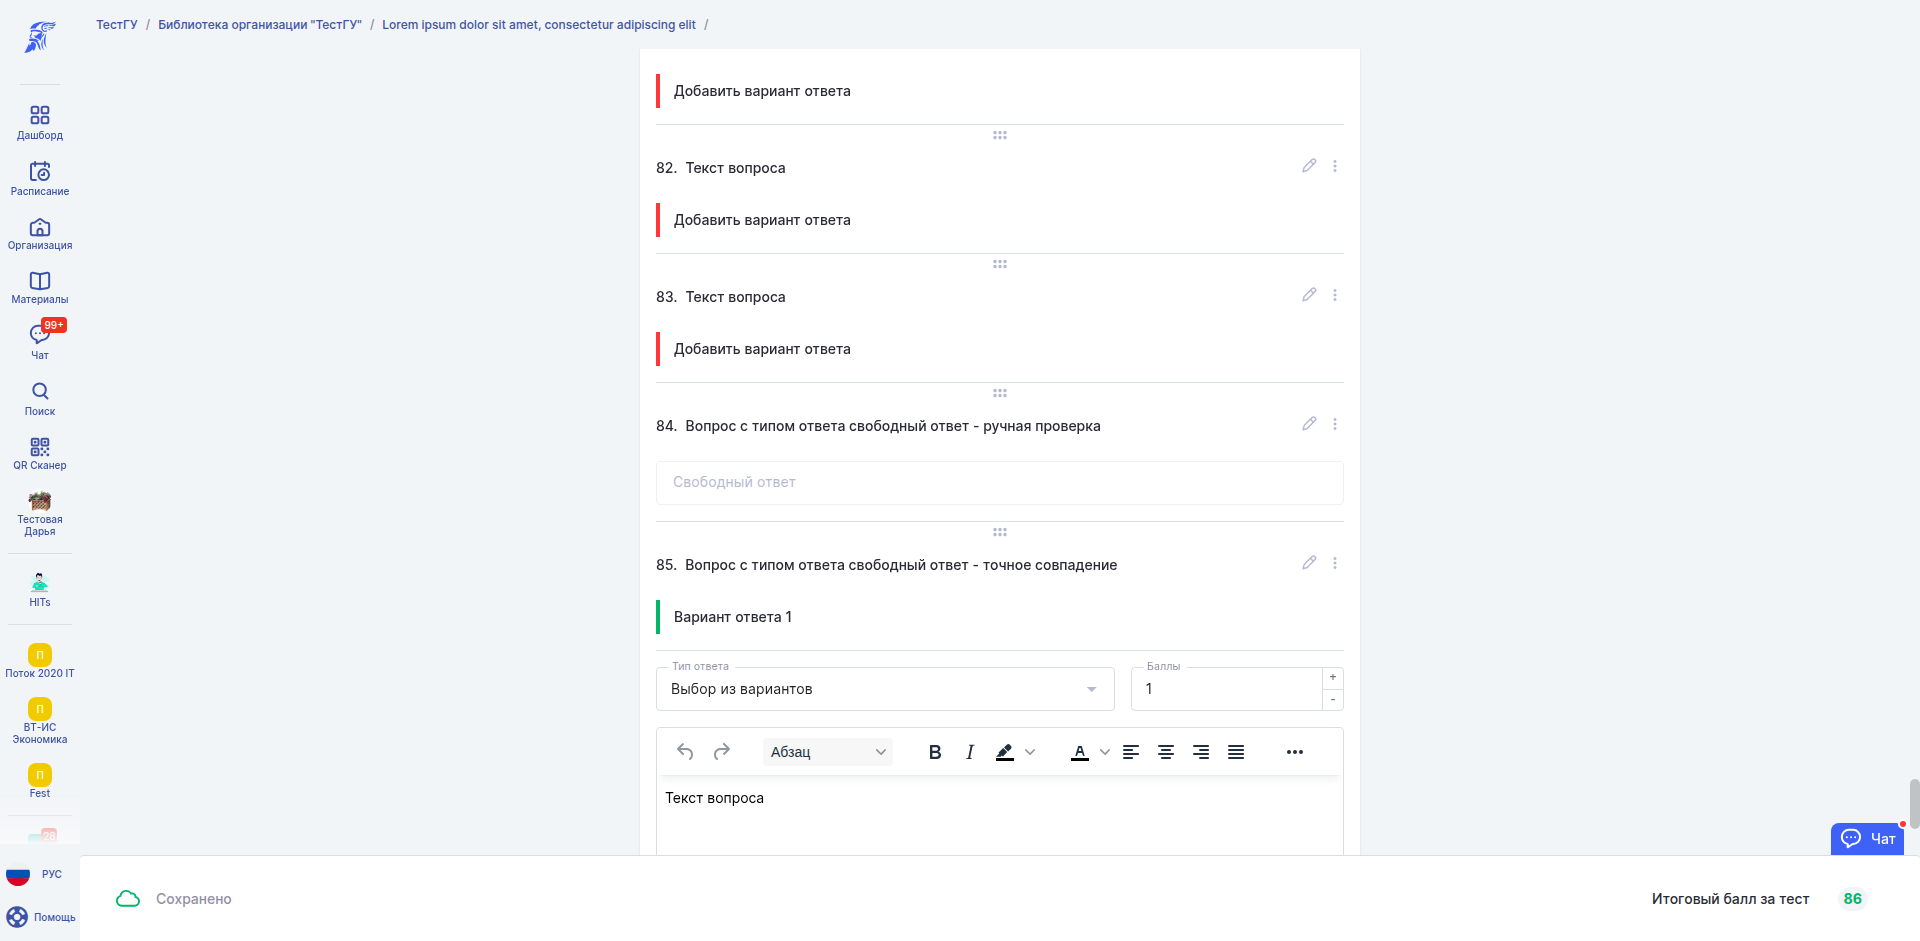 ТестГУ / Библиотека организации "ТестГУ" / Lorem ipsum dolor sit amet, consectetur adipiscing elit /
Дашборд
Расписание
Организация
Материалы
99+
Чат
Поиск
QR Сканер
Тестовая
Дарья
HITs
П
Поток 2020 IT
П
ВТ-ИС
Экономика
П
Fest
28
РУС
Помощь
Добавить вариант ответа
82. Текст вопроса
Добавить вариант ответа
83. Текст вопроса
Добавить вариант ответа
84. Вопрос с типом ответа свободный ответ - ручная проверка
Свободный ответ
85. Вопрос с типом ответа свободный ответ - точное совпадение
Вариант ответа 1
Тип ответа
Выбор из вариантов
Баллы
1
+
-
Абзац
B I A
Текст вопроса
Чат
Сохранено
Итоговый балл за тест 86